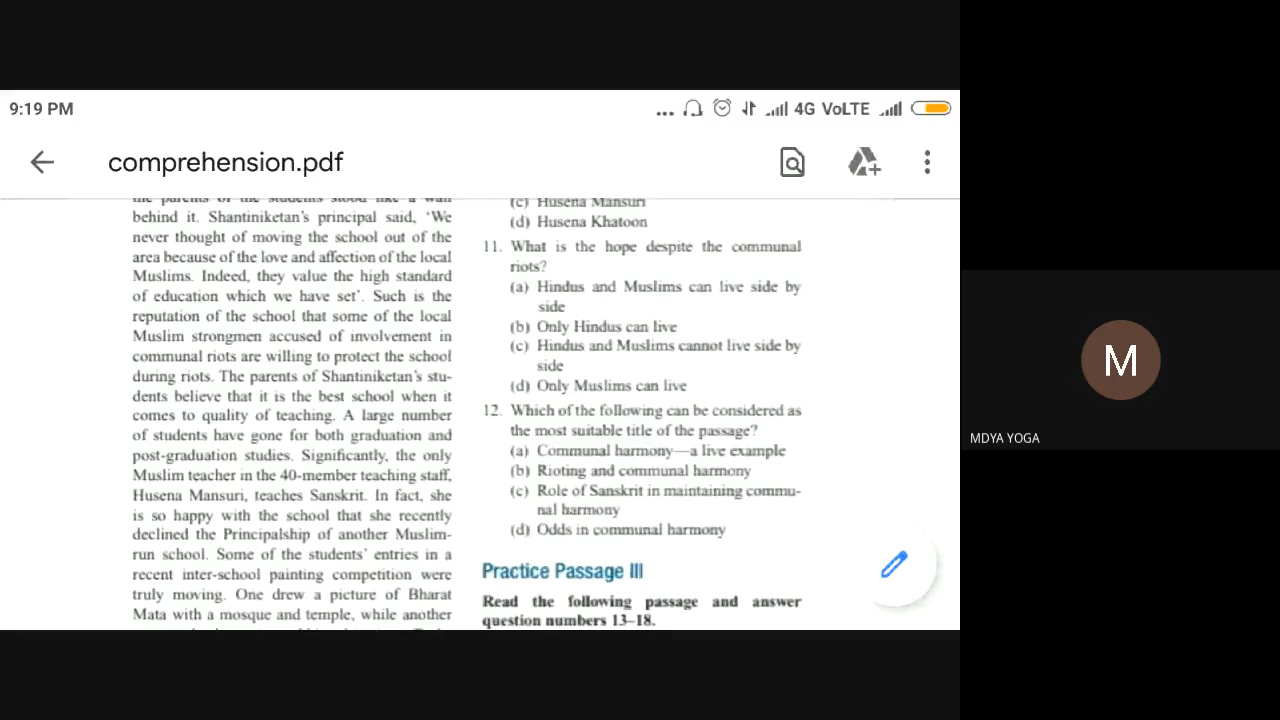 9:19 PM
... 4G VoLTE
comprehension.pdf
the parents of the students stood like a wall
behind it. Shantiniketan's principal said, 'We
never thought of moving the school out of the
area because of the love and affection of the local
Muslims. Indeed, they value the high standard
of education which we have set'. Such is the
reputation of the school that some of the local
Muslim strongmen accused of involvement in
communal riots are willing to protect the school
during riots. The parents of Shantiniketan's stu-
dents believe that it is the best school when it
comes to quality of teaching. A large number
of students have gone for both graduation and
post-graduation studies. Significantly, the only
Muslim teacher in the 40-member teaching staff,
Husena Mansuri, teaches Sanskrit. In fact, she
is so happy with the school that she recently
declined the Principalship of another Muslim-
run school. Some of the students' entries in a
recent inter-school painting competition were
truly moving. One drew a picture of Bharat
Mata with a mosque and temple, while another
(c) Husena Mansuri
(d) Husena Khatoon
11. What is the hope despite the communal
riots?
(a) Hindus and Muslims can live side by
side
(b) Only Hindus can live
(c) Hindus and Muslims cannot live side by
side
(d) Only Muslims can live
12. Which of the following can be considered as
the most suitable title of the passage?
(a) Communal harmony—a live example
(b) Rioting and communal harmony
(c) Role of Sanskrit in maintaining commu-
nal harmony
(d) Odds in communal harmony
Practice Passage III
Read the following passage and answer
question numbers 13–18.
M
MDYA YOGA